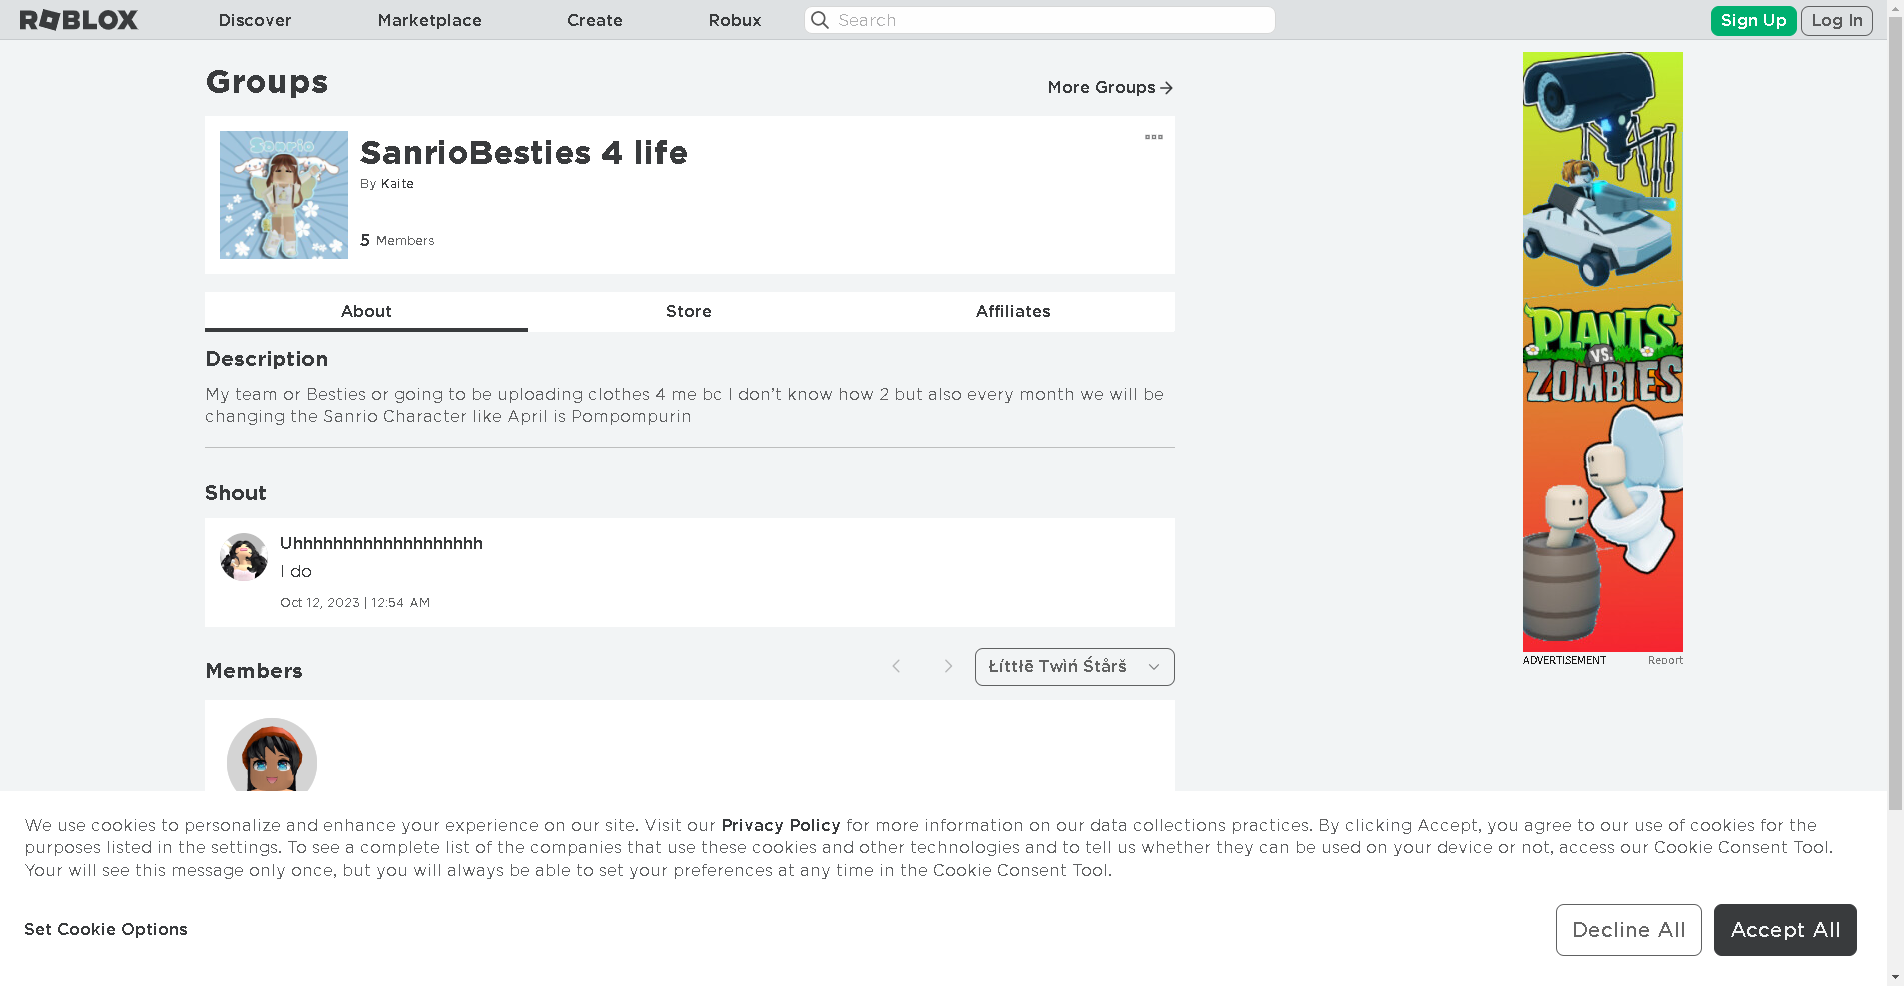 ROBLOX
Discover
Marketplace
Create
Robux
Search
Sign Up
Log In
Groups
More Groups
Sanrio
SanrioBesties 4 life
By Kaite
5 Members
About
Store
Affiliates
Description
My team or Besties or going to be uploading clothes 4 me bc I don’t know how 2 but also every month we will be
changing the Sanrio Character like April is Pompompurin
Shout
Uhhhhhhhhhhhhhhhhhhh
I do
Oct 12, 2023 | 12:54 AM
Members
Łíttłē Twìń Śtårš
PLANTS
VS.
ZOMBIES
ADVERTISEMENT
Report
We use cookies to personalize and enhance your experience on our site. Visit our Privacy Policy for more information on our data collections practices. By clicking Accept, you agree to our use of cookies for the
purposes listed in the settings. To see a complete list of the companies that use these cookies and other technologies and to tell us whether they can be used on your device or not, access our Cookie Consent Tool.
Your will see this message only once, but you will always be able to set your preferences at any time in the Cookie Consent Tool.
Set Cookie Options
Decline All
Accept All